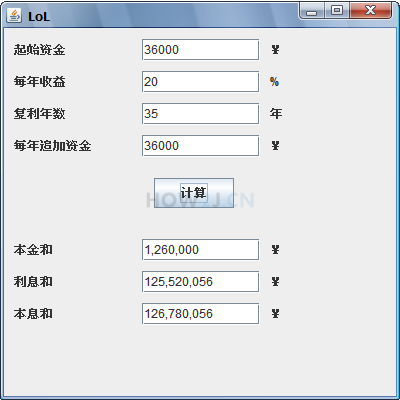 LoL
起始资金 36000 ¥
每年收益 20 %
复利年数 35 年
每年追加资金 36000 ¥
计算
HOW2J.CN
本金和 1,260,000 ¥
利息和 125,520,056 ¥
本息和 126,780,056 ¥